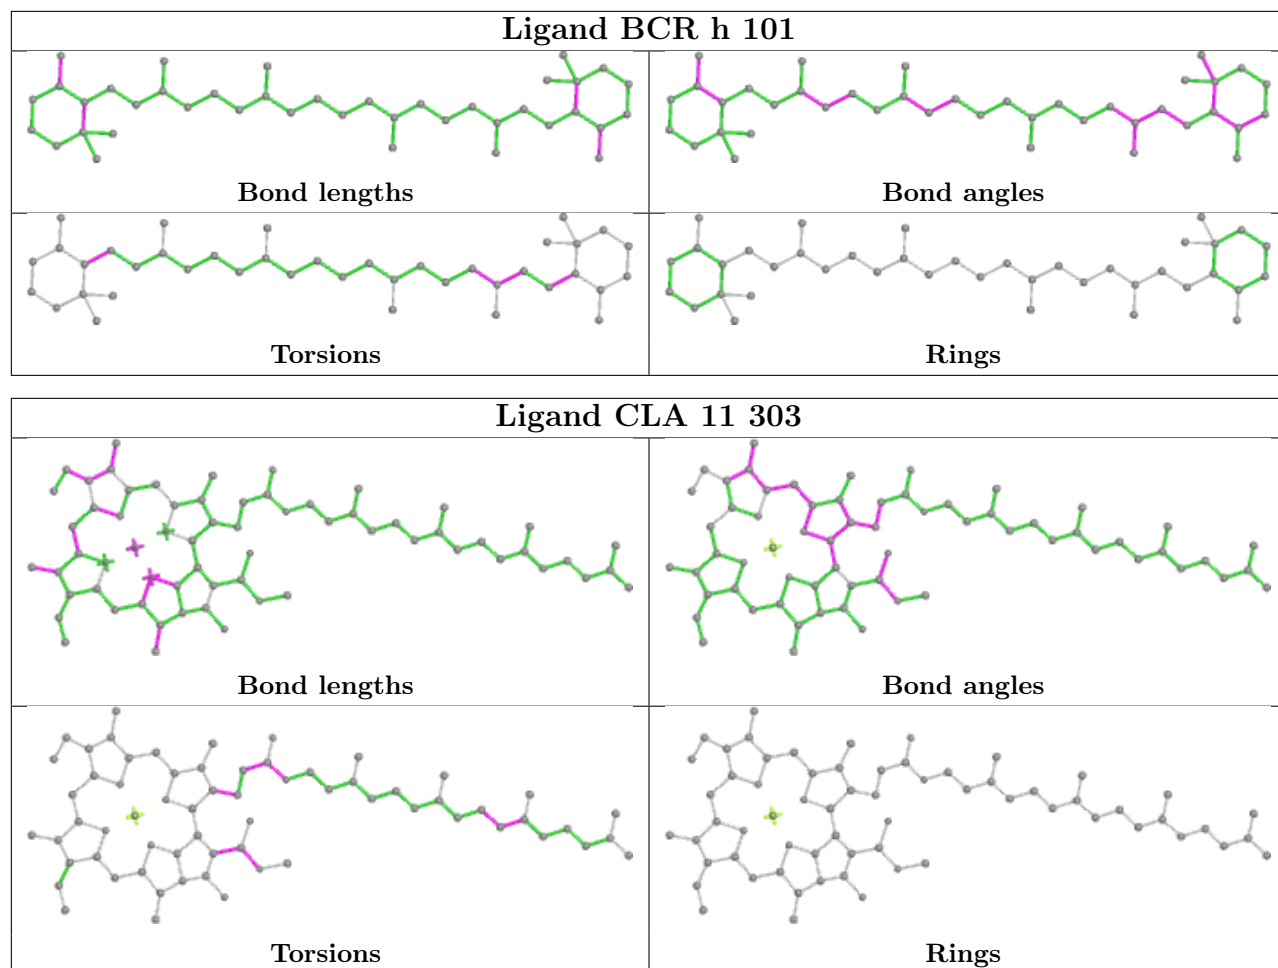 Ligand BCR h 101
Bond lengths
Bond angles
Torsions
Rings
Ligand CLA 11 303
Bond lengths
Bond angles
Torsions
Rings